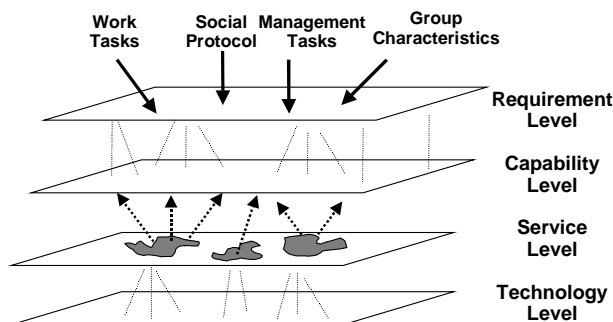 Work
Tasks
Social
Protocol
Management
Tasks
Group
Characteristics
Requirement
Level
Capability
Level
Service
Level
Technology
Level